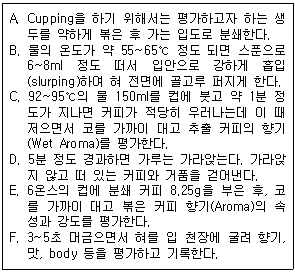 A. Cupping을 하기 위해서는 평가하고자 하는 생
두를 약하게 볶은 후 가는 입도로 분쇄한다.
B. 물의 온도가 약 55~65℃ 정도 되면 스푼으로
6~8ml 정도 떠서 입안으로 강하게 흡입
(slurping)하여 혀 전면에 골고루 퍼지게 한다.
C. 92~95℃의 물 150ml를 컵에 붓고 약 1분 정
도가 지나면 커피가 적당히 우러나는데 이 때
저으면서 코를 가까이 대고 추출 커피의 향기
(Wet Aroma)를 평가한다.
D. 5분 정도 경과하면 가루는 가라앉는다. 가라앉
지 않고 떠 있는 커피와 거품을 걷어낸다.
E. 6온스의 컵에 분쇄 커피 8.25g을 부은 후, 코
를 가까이 대고 볶은 커피 향기(Aroma)의 속
성과 강도를 평가한다.
F. 3~5초 머금으면서 혀를 입 천장에 굴려 향기,
맛, body 등을 평가하고 기록한다.